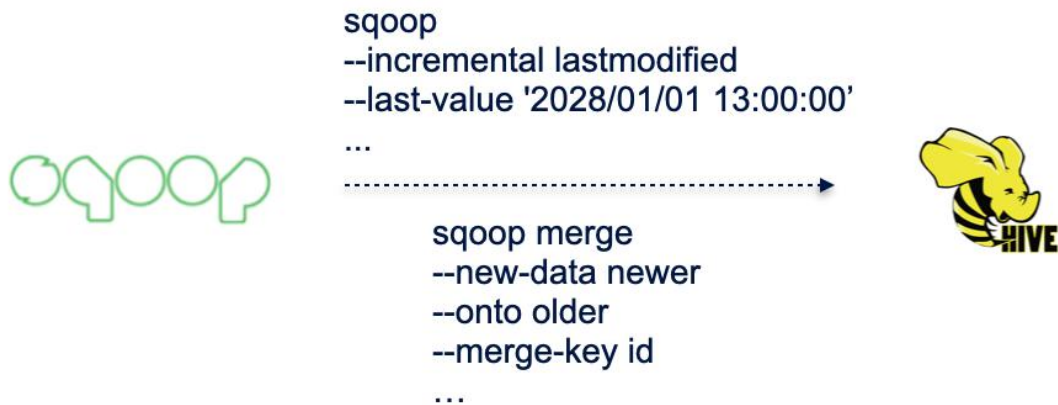 sqoop
--incremental lastmodified
--last-value '2028/01/01 13:00:00’
...
sqoop
HIVE
sqoop merge
--new-data newer
--onto older
--merge-key id
...